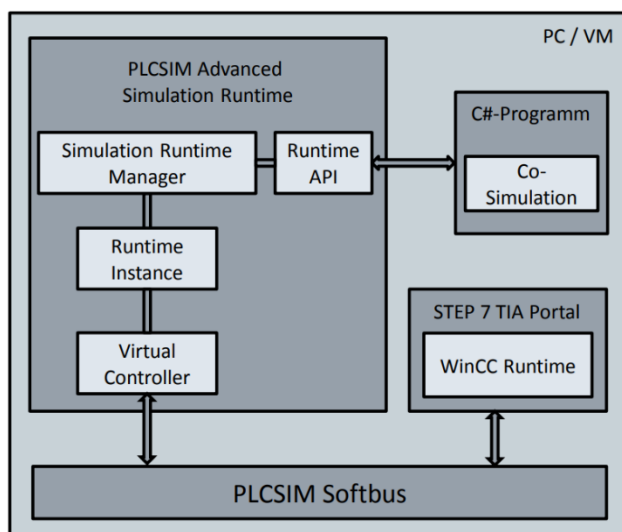 PC / VM
PLCSIM Advanced
Simulation Runtime
Simulation Runtime
Manager
Runtime
API
C#-Programm
Co-
Simulation
Runtime
Instance
STEP 7 TIA Portal
WinCC Runtime
Virtual
Controller
PLCSIM Softbus